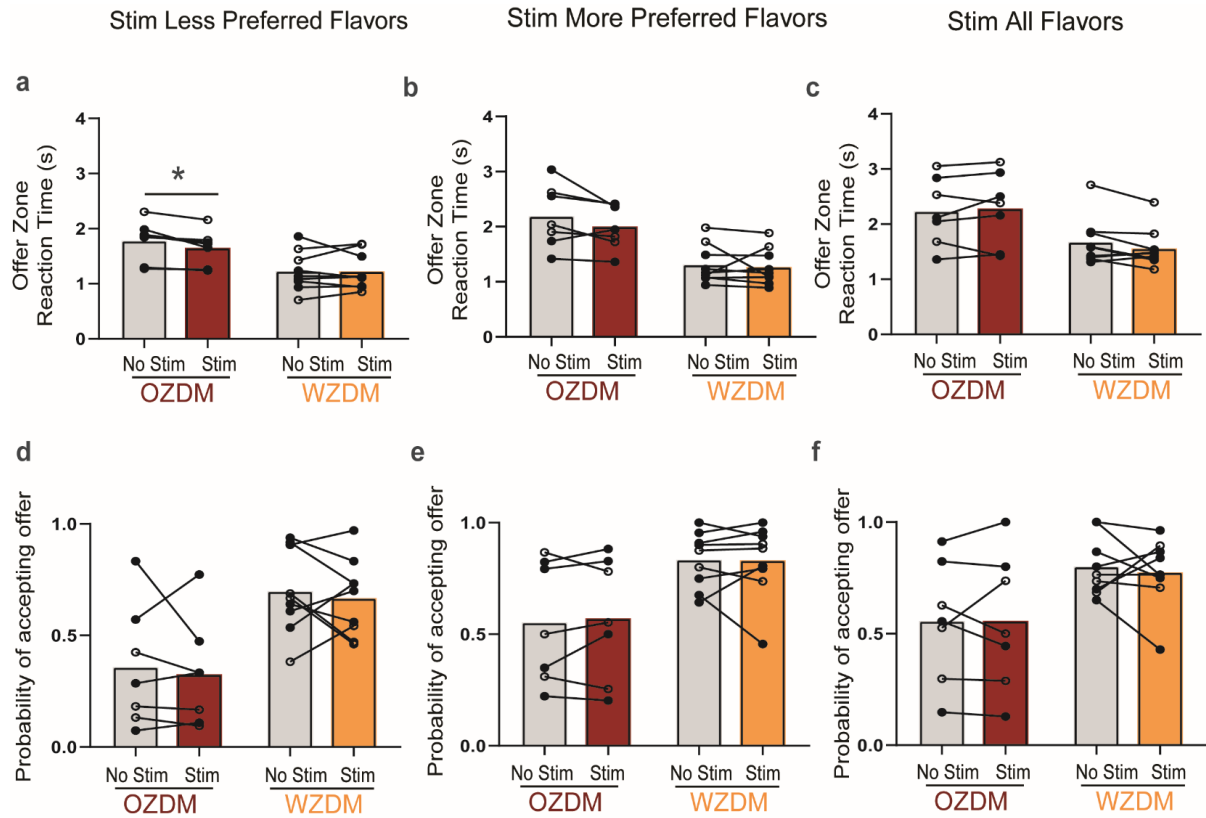 Stim Less Preferred Flavors
Stim More Preferred Flavors
Stim All Flavors
a
Offer Zone
Reaction Time (s)
4
3
2
1
0
*
No Stim
Stim
No Stim
Stim
OZDM
WZDM
b
Offer Zone
Reaction Time (s)
4
3
2
1
0
No Stim
Stim
No Stim
Stim
OZDM
WZDM
c
Offer Zone
Reaction Time (s)
4
3
2
1
0
No Stim
Stim
No Stim
Stim
OZDM
WZDM
d
Probability of accepting offer
1.0
0.5
0.0
No Stim
Stim
No Stim
Stim
OZDM
WZDM
e
Probability of accepting offer
1.0
0.5
0.0
No Stim
Stim
No Stim
Stim
OZDM
WZDM
f
Probability of accepting offer
1.0
0.5
0.0
No Stim
Stim
No Stim
Stim
OZDM
WZDM